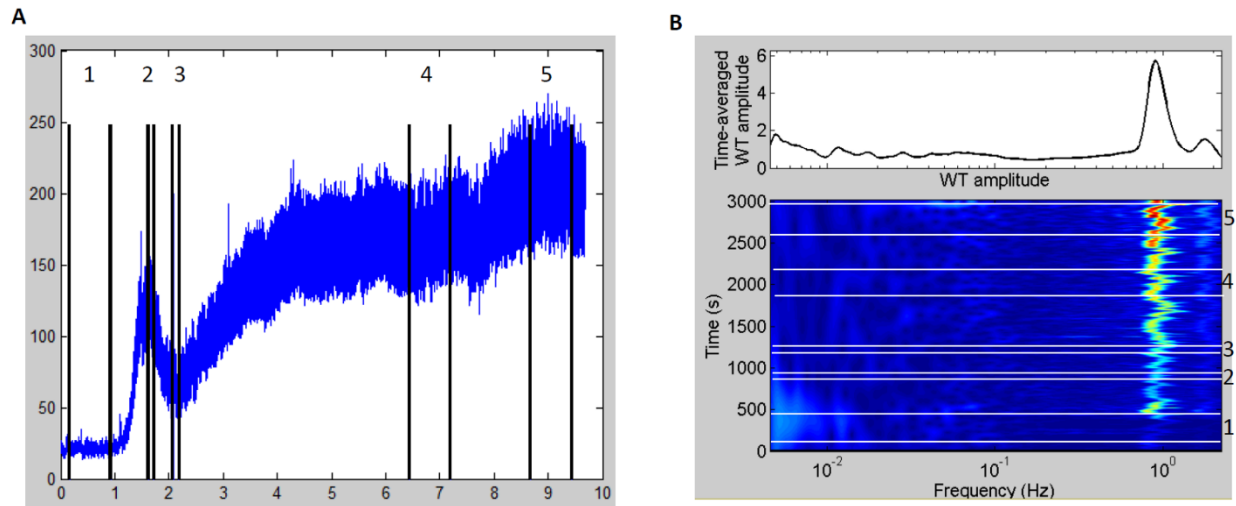 A
300
250
200
150
100
50
0
1 2 3 4 5
0 1 2 3 4 5 6 7 8 9 10
B
Time-averaged
WT amplitude
6
4
2
0
WT amplitude
Time (s)
3000
2500
2000
1500
1000
500
0
5
4
3
2
1
10⁻² 10⁻¹ 10⁰
Frequency (Hz)